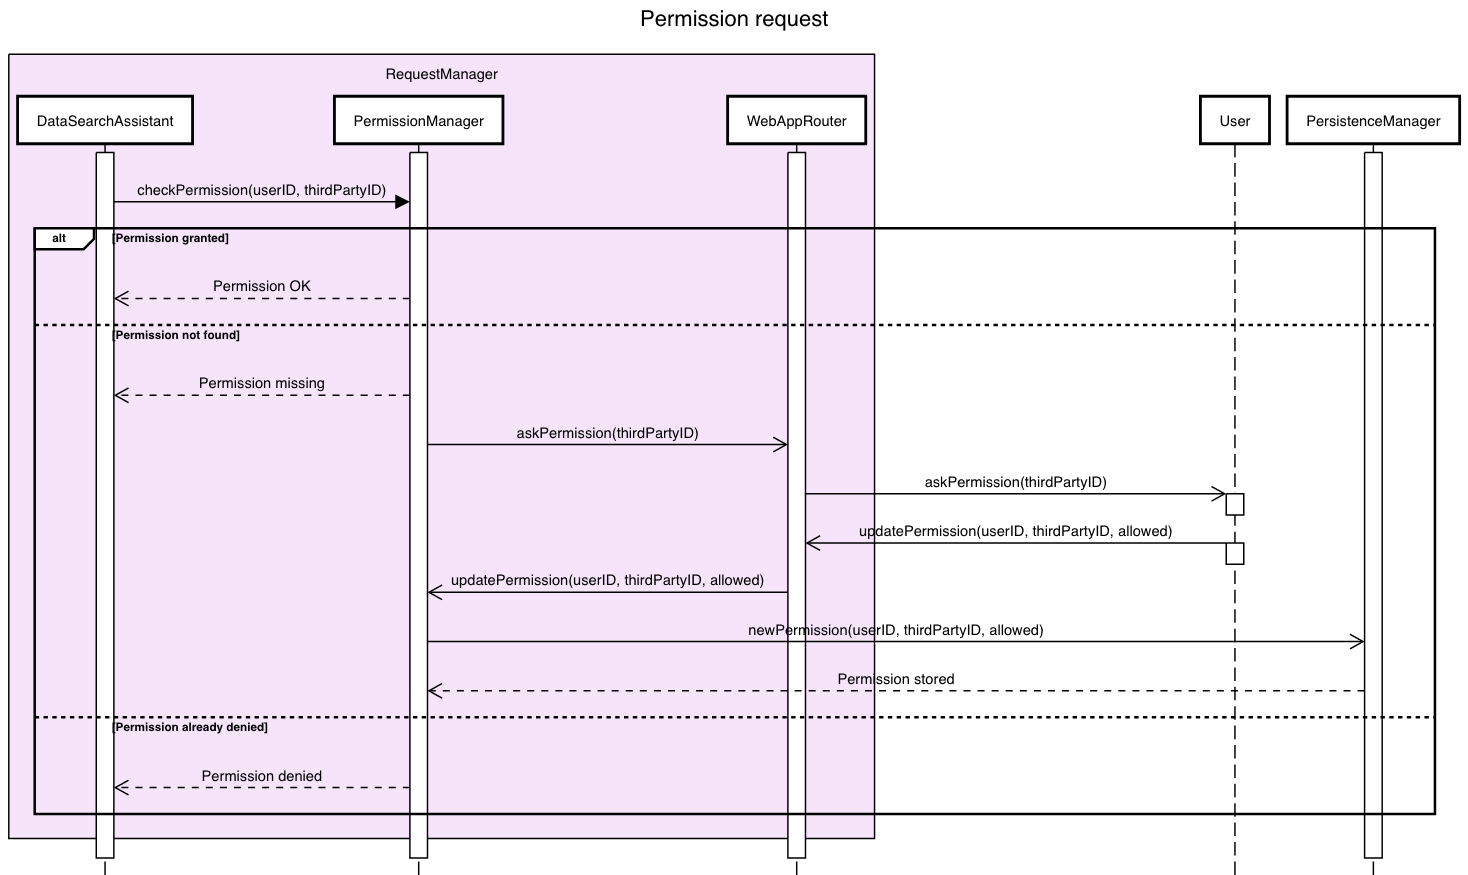 Permission request
RequestManager
DataSearchAssistant
PermissionManager
WebAppRouter
User
PersistenceManager
checkPermission(userID, thirdPartyID)
alt
[Permission granted]
Permission OK
[Permission not found]
Permission missing
askPermission(thirdPartyID)
askPermission(thirdPartyID)
updatePermission(userID, thirdPartyID, allowed)
updatePermission(userID, thirdPartyID, allowed)
newPermission(userID, thirdPartyID, allowed)
Permission stored
[Permission already denied]
Permission denied